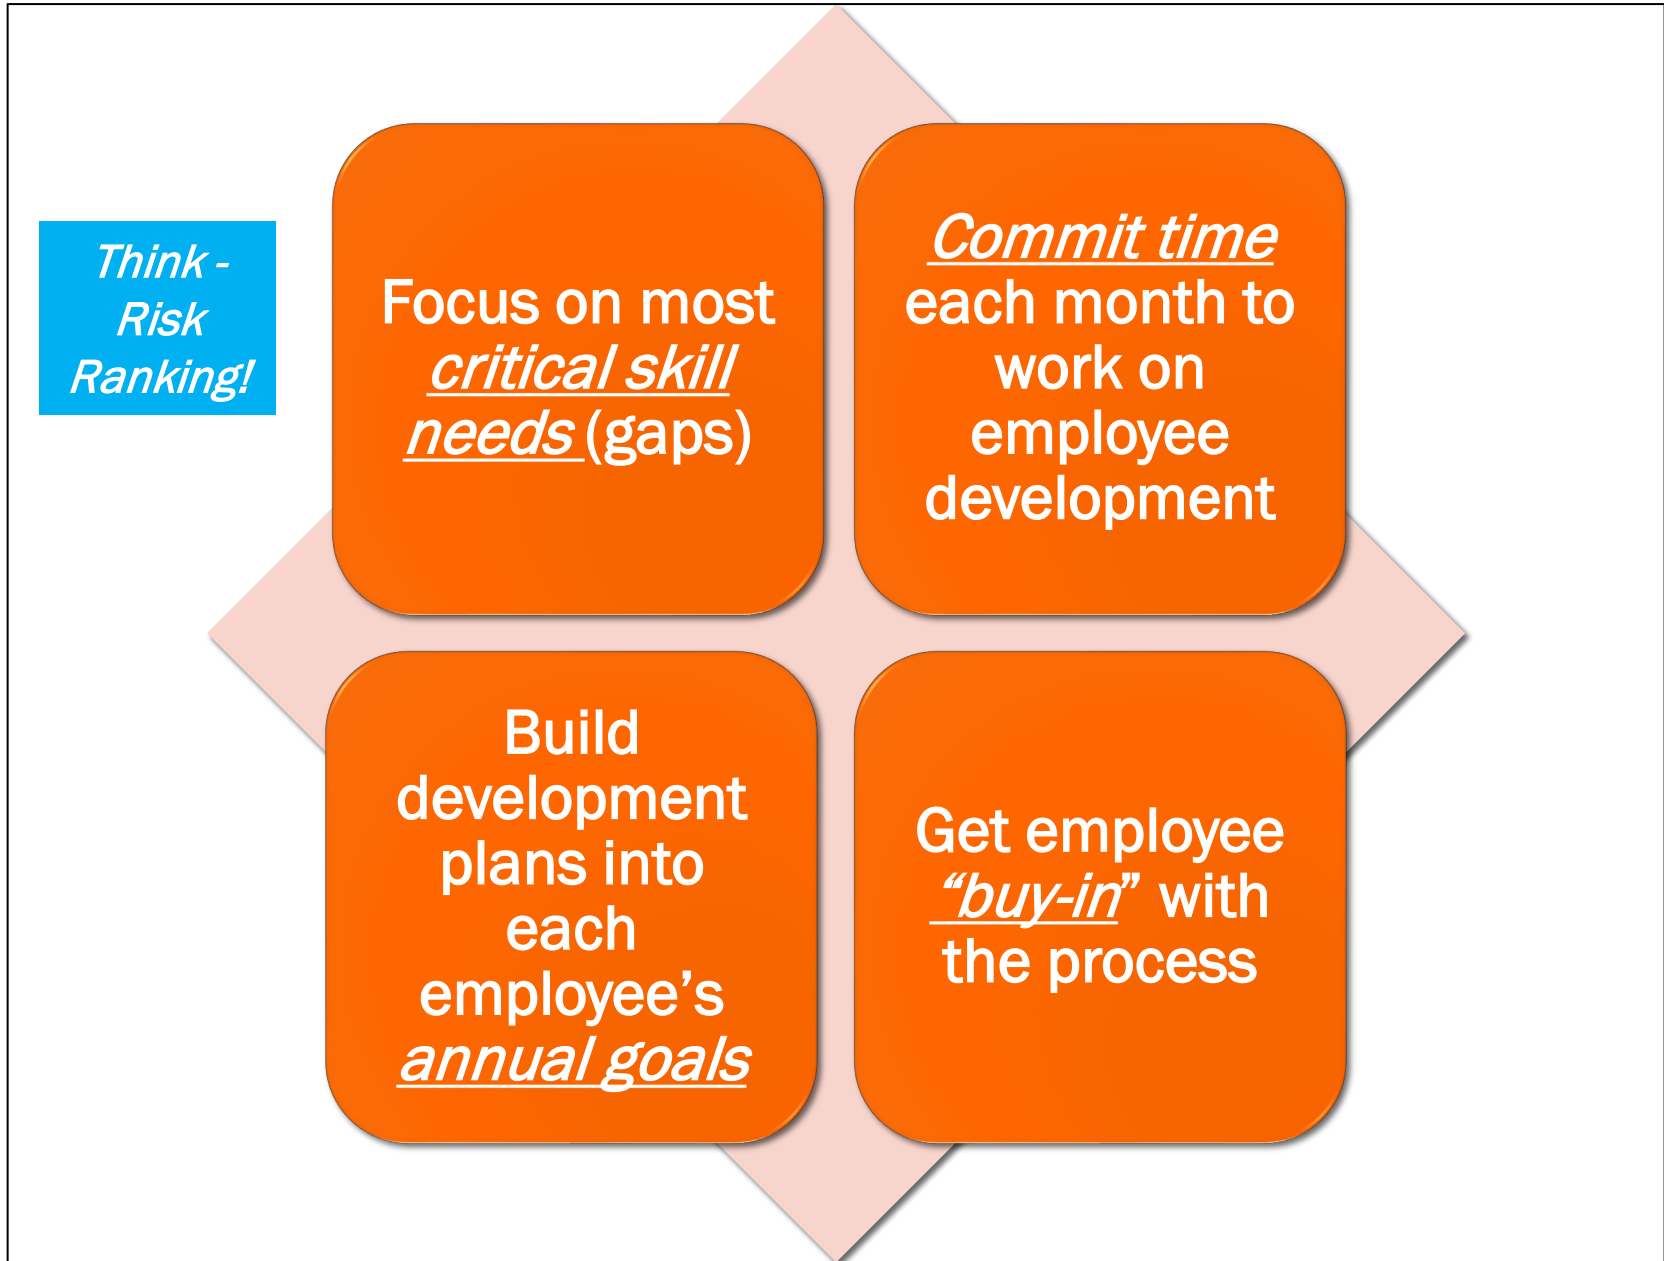 Think -
Risk
Ranking!
Focus on most
critical skill
needs (gaps)
Commit time
each month to
work on
employee
development
Build
development
plans into
each
employee’s
annual goals
Get employee
“buy-in” with
the process